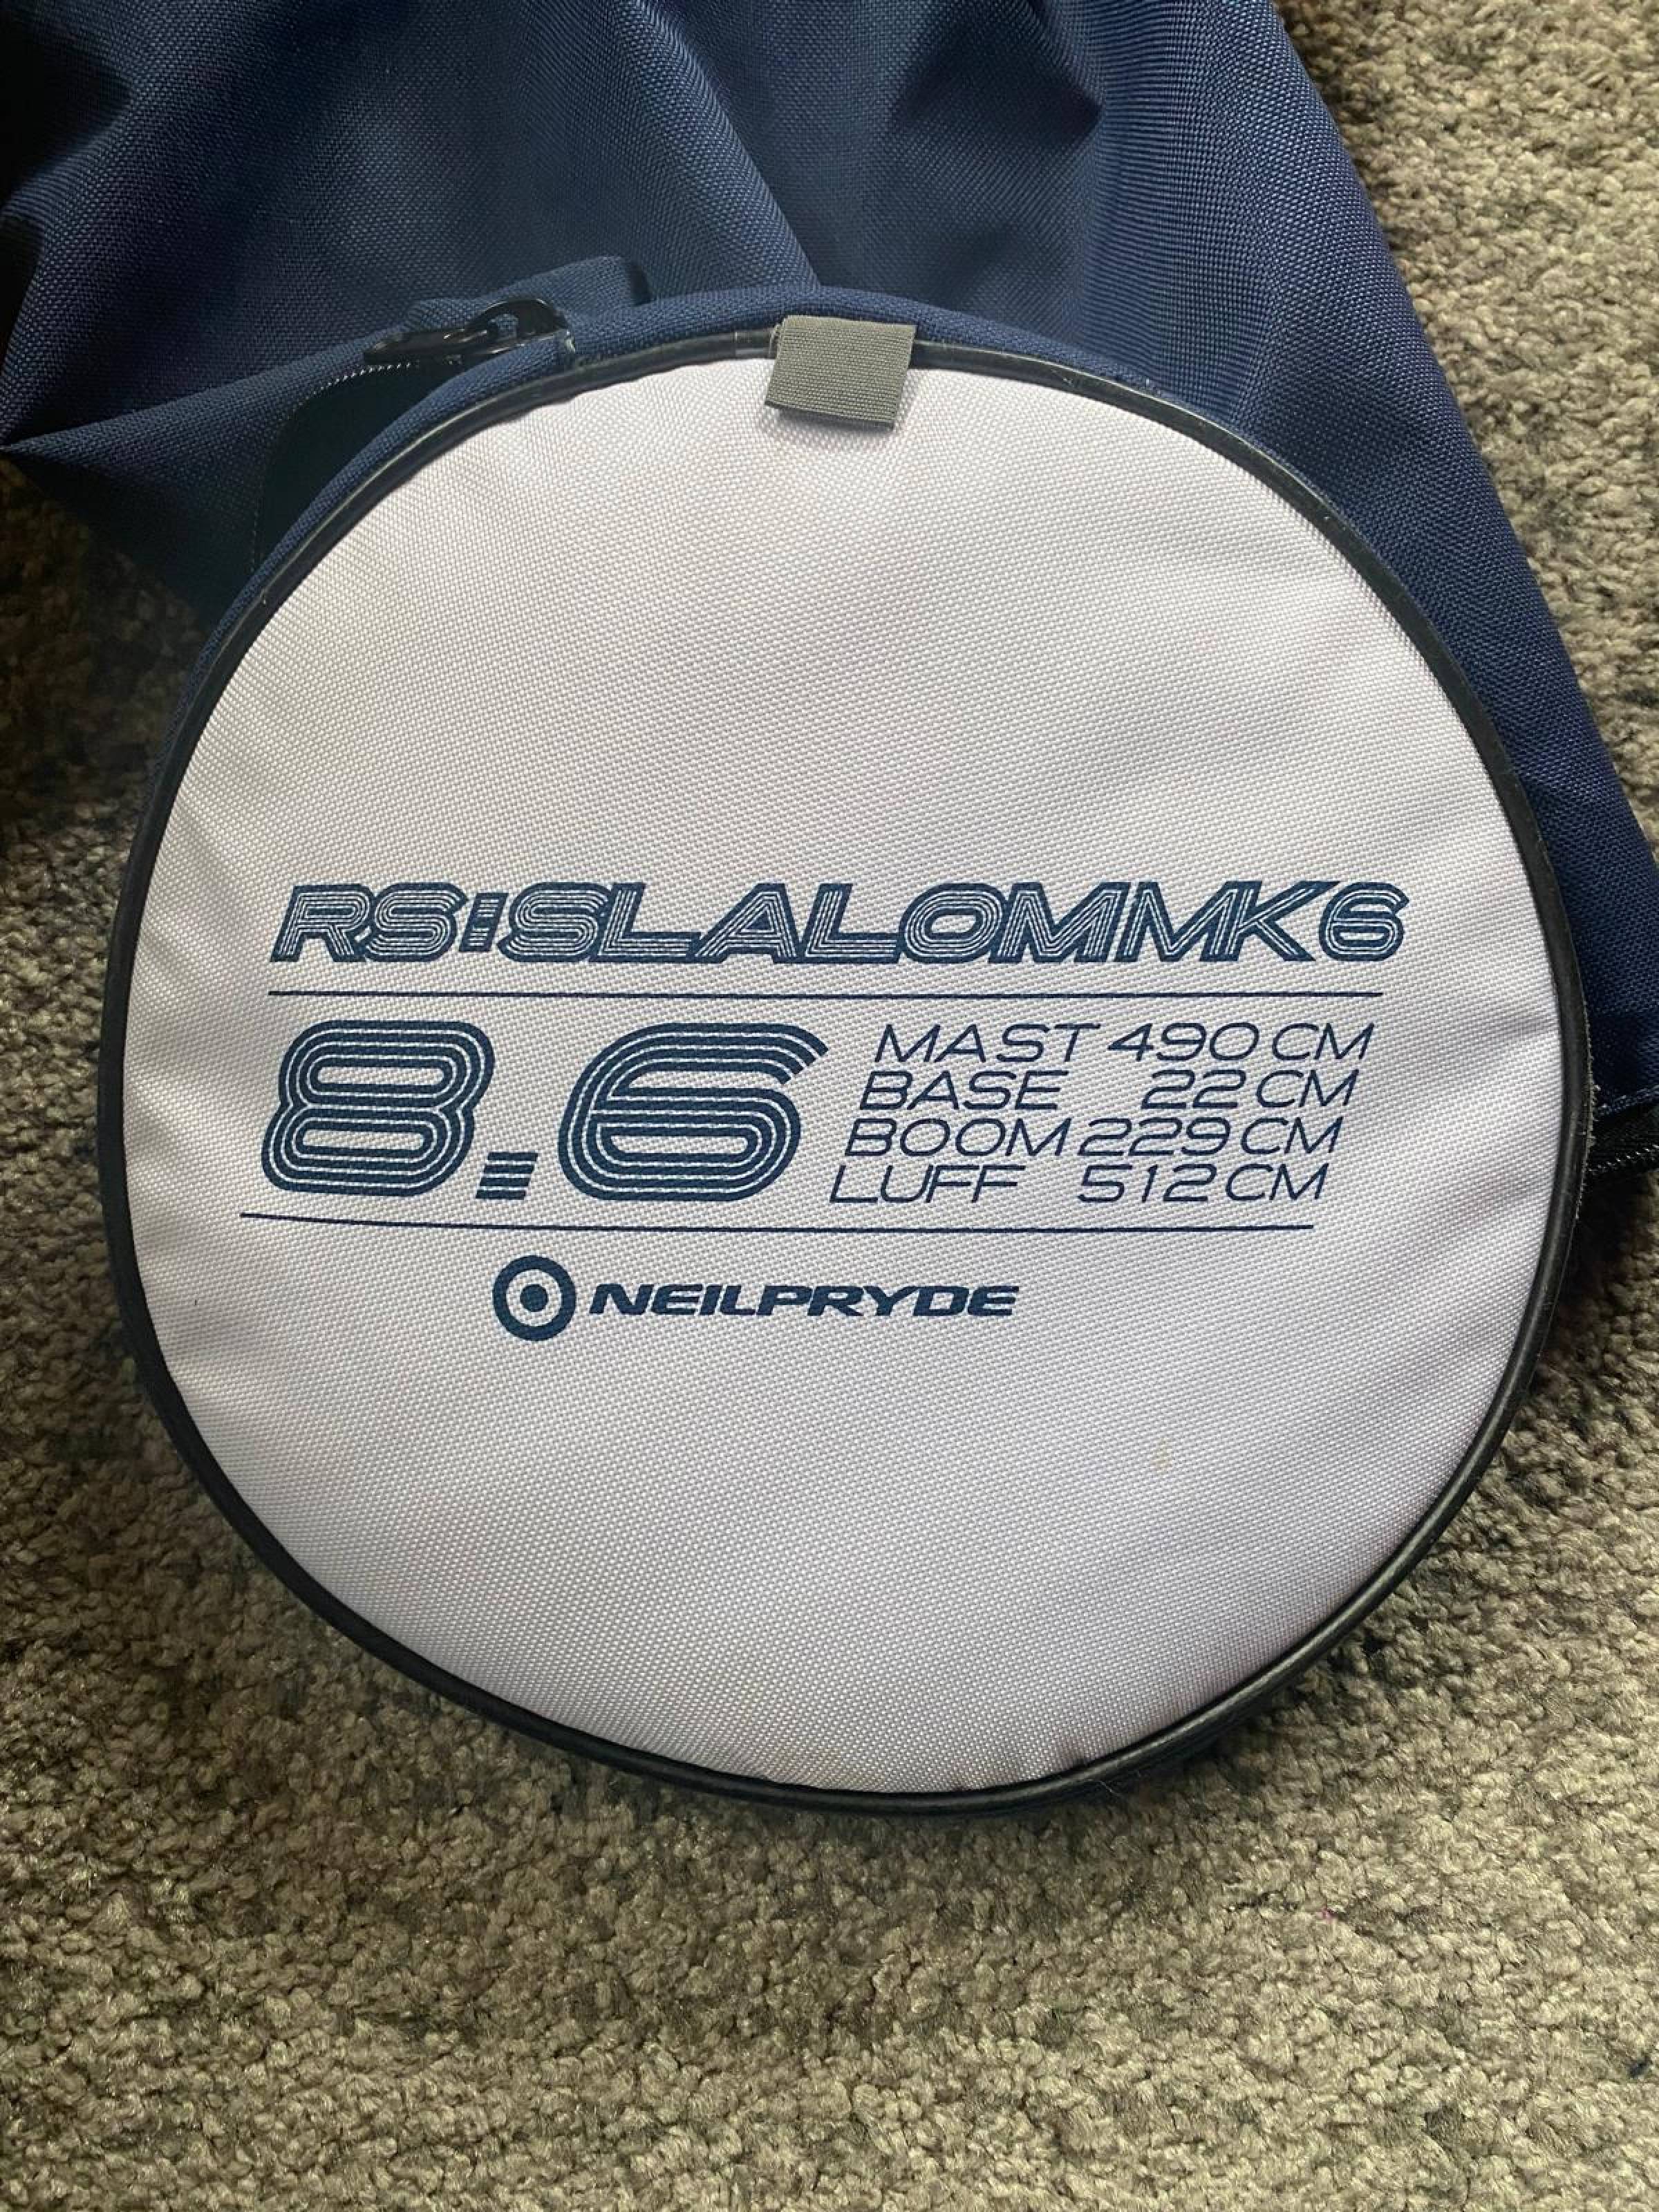 RS:SLALOMMK6
8.6
MAST 490 CM
BASE 22 CM
BOOM 229 CM
LUFF 512 CM
NEILPRYDE